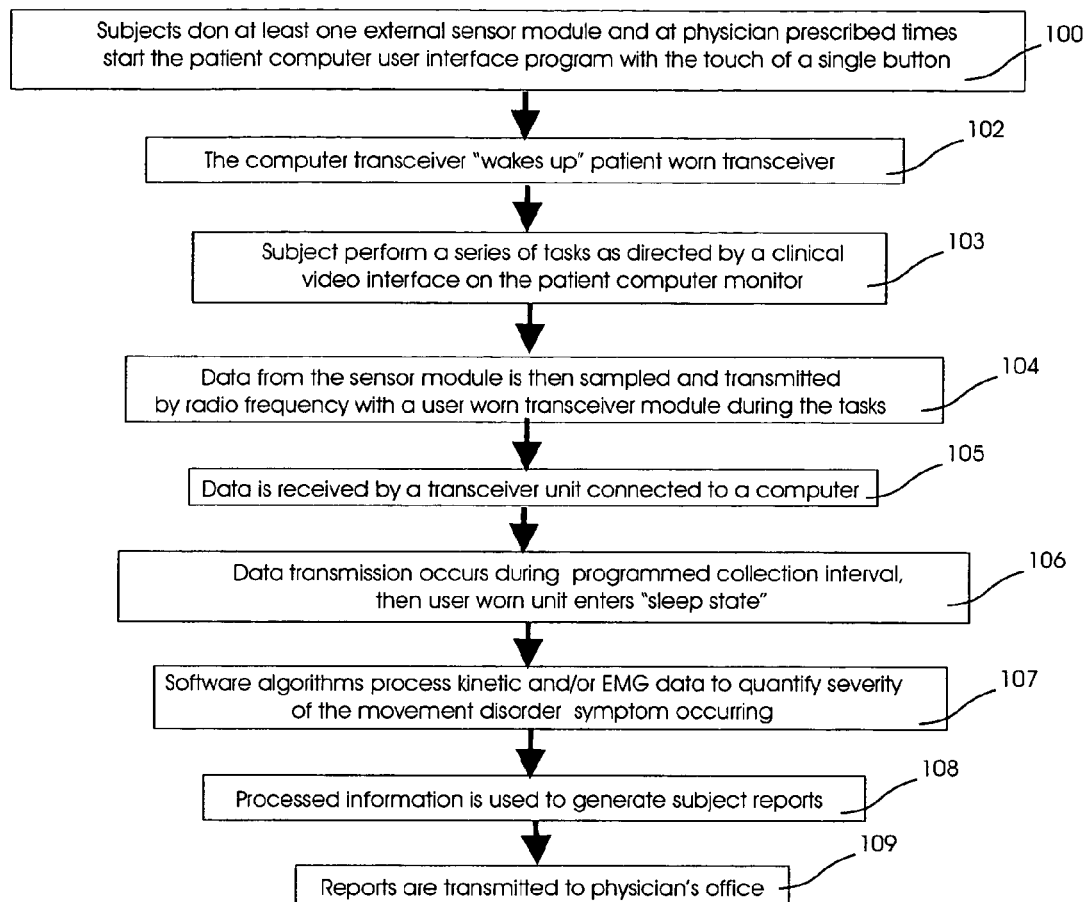 Subjects don at least one external sensor module and at physician prescribed times
start the patient computer user interface program with the touch of a single button
100
102
The computer transceiver "wakes up" patient worn transceiver
103
Subject perform a series of tasks as directed by a clinical
video interface on the patient computer monitor
104
Data from the sensor module is then sampled and transmitted
by radio frequency with a user worn transceiver module during the tasks
105
Data is received by a transceiver unit connected to a computer
106
Data transmission occurs during programmed collection interval,
then user worn unit enters "sleep state"
107
Software algorithms process kinetic and/or EMG data to quantify severity
of the movement disorder symptom occurring
108
Processed information is used to generate subject reports
109
Reports are transmitted to physician's office